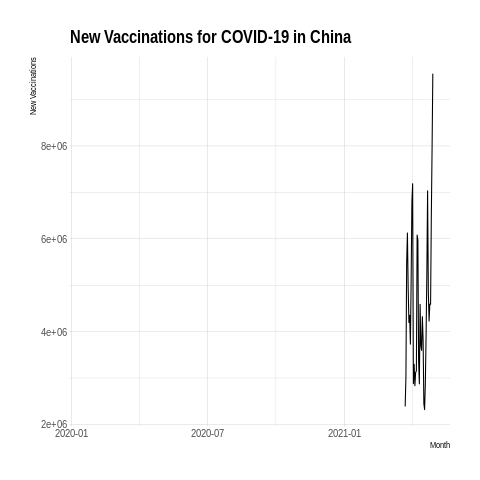 New Vaccinations for COVID-19 in China
New Vaccinations
8e+06
6e+06
4e+06
2e+06
2020-01
2020-07
2021-01
Month